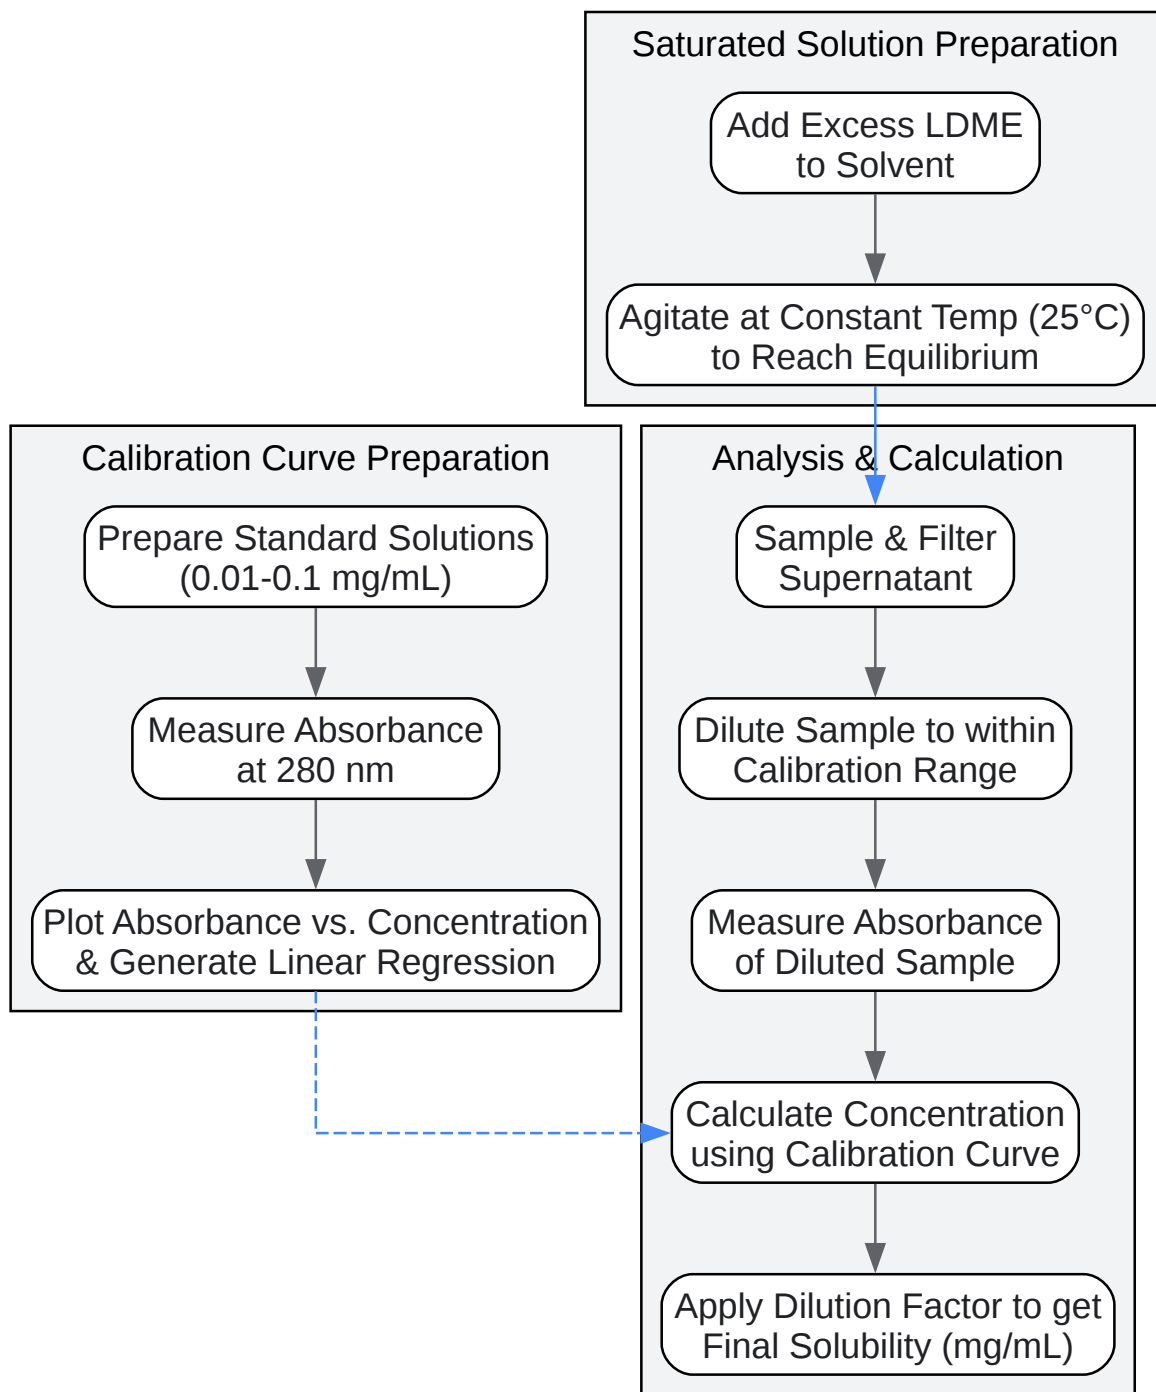 Saturated Solution Preparation
Add Excess LDME
to Solvent
Agitate at Constant Temp (25°C)
to Reach Equilibrium
Calibration Curve Preparation
Prepare Standard Solutions
(0.01-0.1 mg/mL)
Measure Absorbance
at 280 nm
Plot Absorbance vs. Concentration
& Generate Linear Regression
Analysis & Calculation
Sample & Filter
Supernatant
Dilute Sample to within
Calibration Range
Measure Absorbance
of Diluted Sample
Calculate Concentration
using Calibration Curve
Apply Dilution Factor to get
Final Solubility (mg/mL)